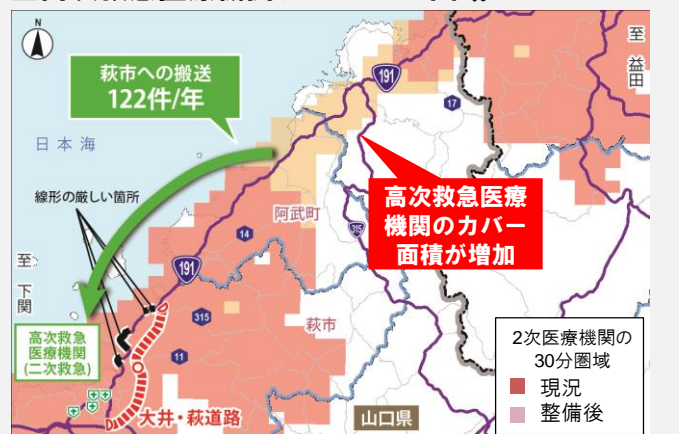 N
萩市への搬送
122件/年
日本海
線形の厳しい箇所
至
下
関
高次救急
医療機関
(二次救急)
191
14
191
315
11
大井・萩道路
阿武町
萩市
山口県
315
17
至
益
田
高次救急医療
機関のカバー
面積が増加
2次医療機関の
30分圏域
現況
整備後